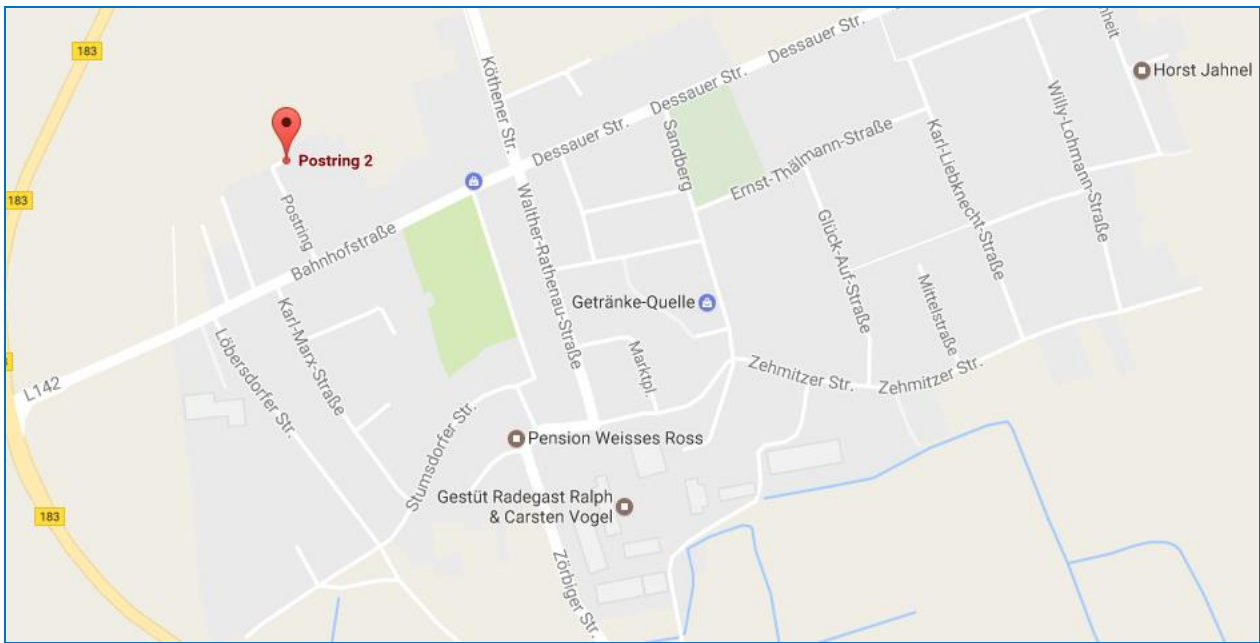 183
nheit
Köthener Str.
Dessauer Str.
Dessauer Str.
Dessauer Str.
Horst Jahnel
Postring 2
Sandberg
Ernst-Thälmann-Straße
Karl-Liebknecht-Straße
Willy-Lohmann-Straße
183
Postring
Bahnhofstraße
Walther-Rathenau-Straße
Glück-Auf-Straße
Getränke-Quelle
Mittelstraße
Karl-Marx-Straße
Löbersdorfer Str.
Marktpl.
L142
Zehmitzer Str.
Zehmitzer Str.
Stumsdorfer Str.
Pension Weisses Ross
Gestüt Radegast Ralph
& Carsten Vogel
183
Zörbiger Str.